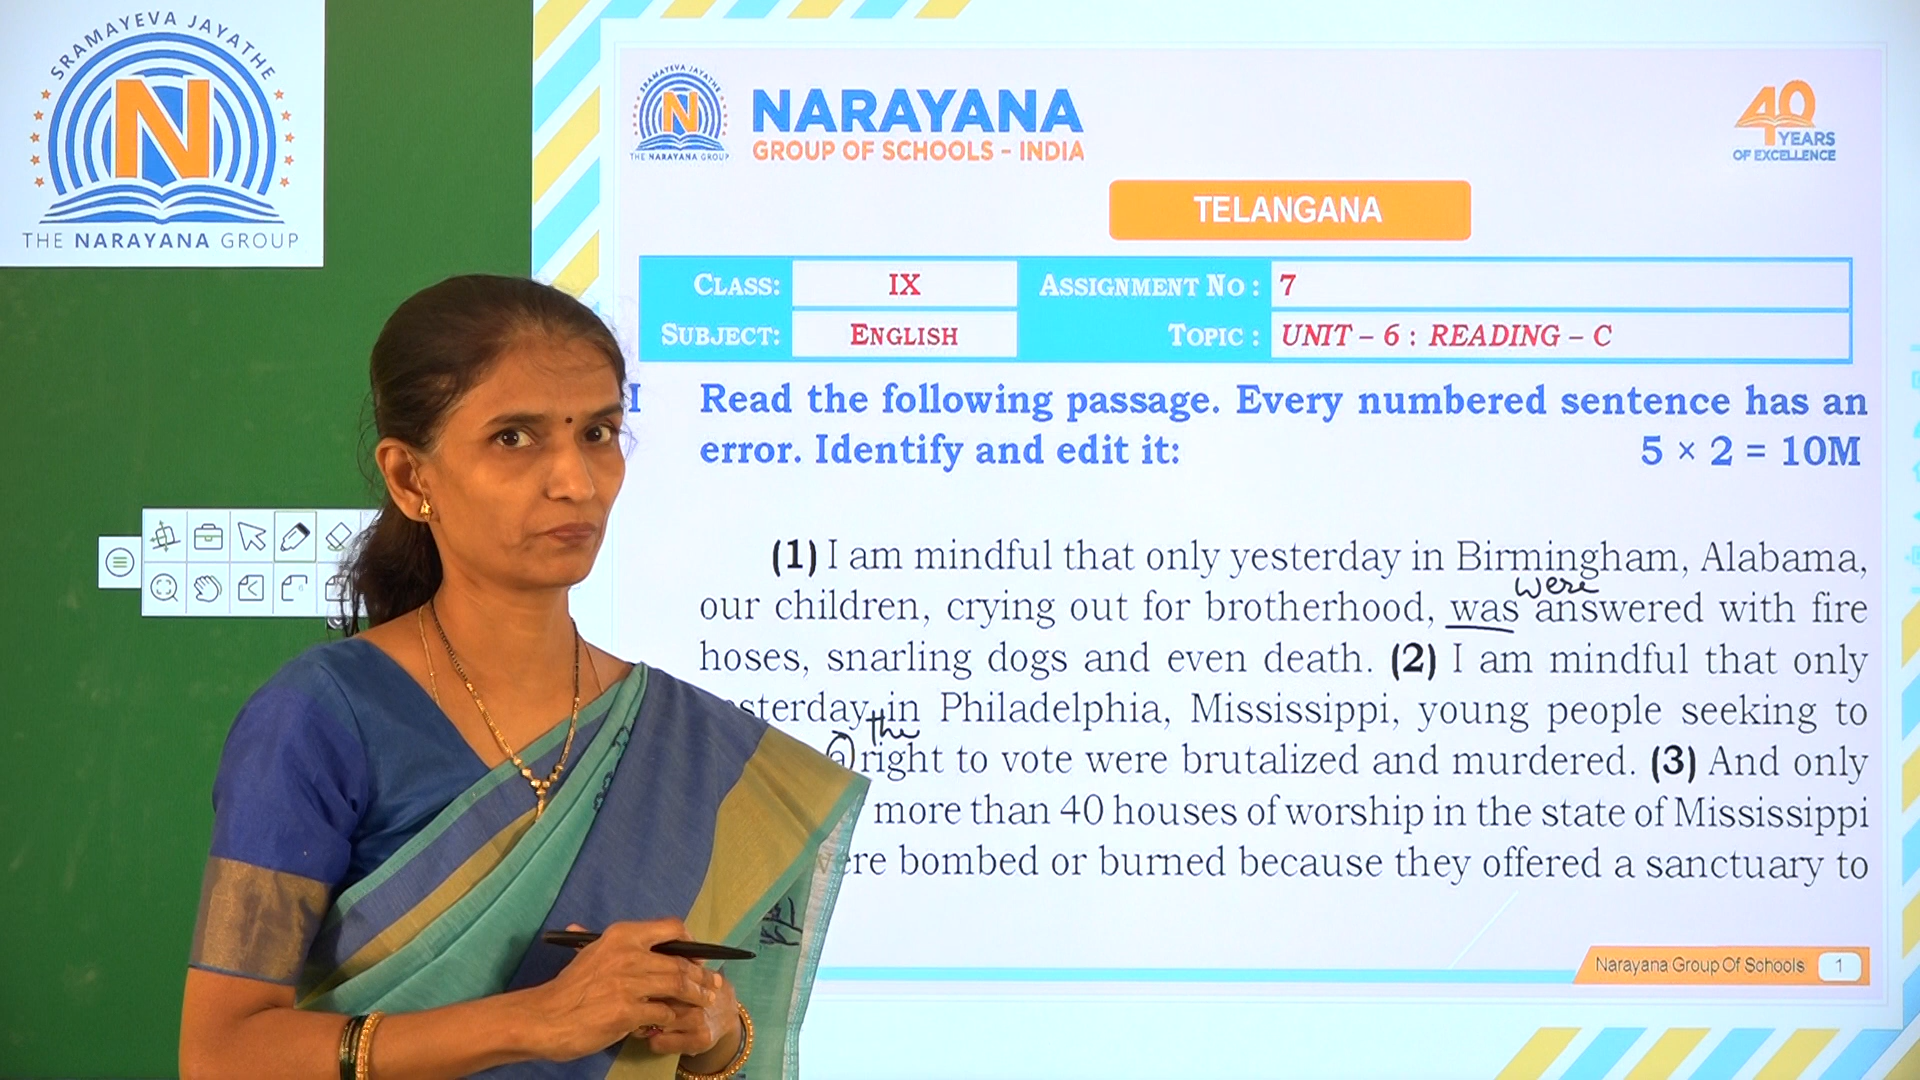 SRAMAYEVA JAYATHE
N
THE NARAYANA GROUP
SRAMAYEVA JAYATHE
N
THE NARAYANA GROUP
NARAYANA
GROUP OF SCHOOLS - INDIA
40
YEARS
OF EXCELLENCE
TELANGANA
CLASS: IX ASSIGNMENT NO : 7
SUBJECT: ENGLISH TOPIC : UNIT – 6 : READING – C
I Read the following passage. Every numbered sentence has an
error. Identify and edit it: 5 × 2 = 10M
(1) I am mindful that only yesterday in Birmingham, Alabama,
were
our children, crying out for brotherhood, was answered with fire
hoses, snarling dogs and even death. (2) I am mindful that only
in Philadelphia, Mississippi, young people seeking to
the
a right to vote were brutalized and murdered. (3) And only
more than 40 houses of worship in the state of Mississippi
bombed or burned because they offered a sanctuary to
Narayana Group Of Schools 1